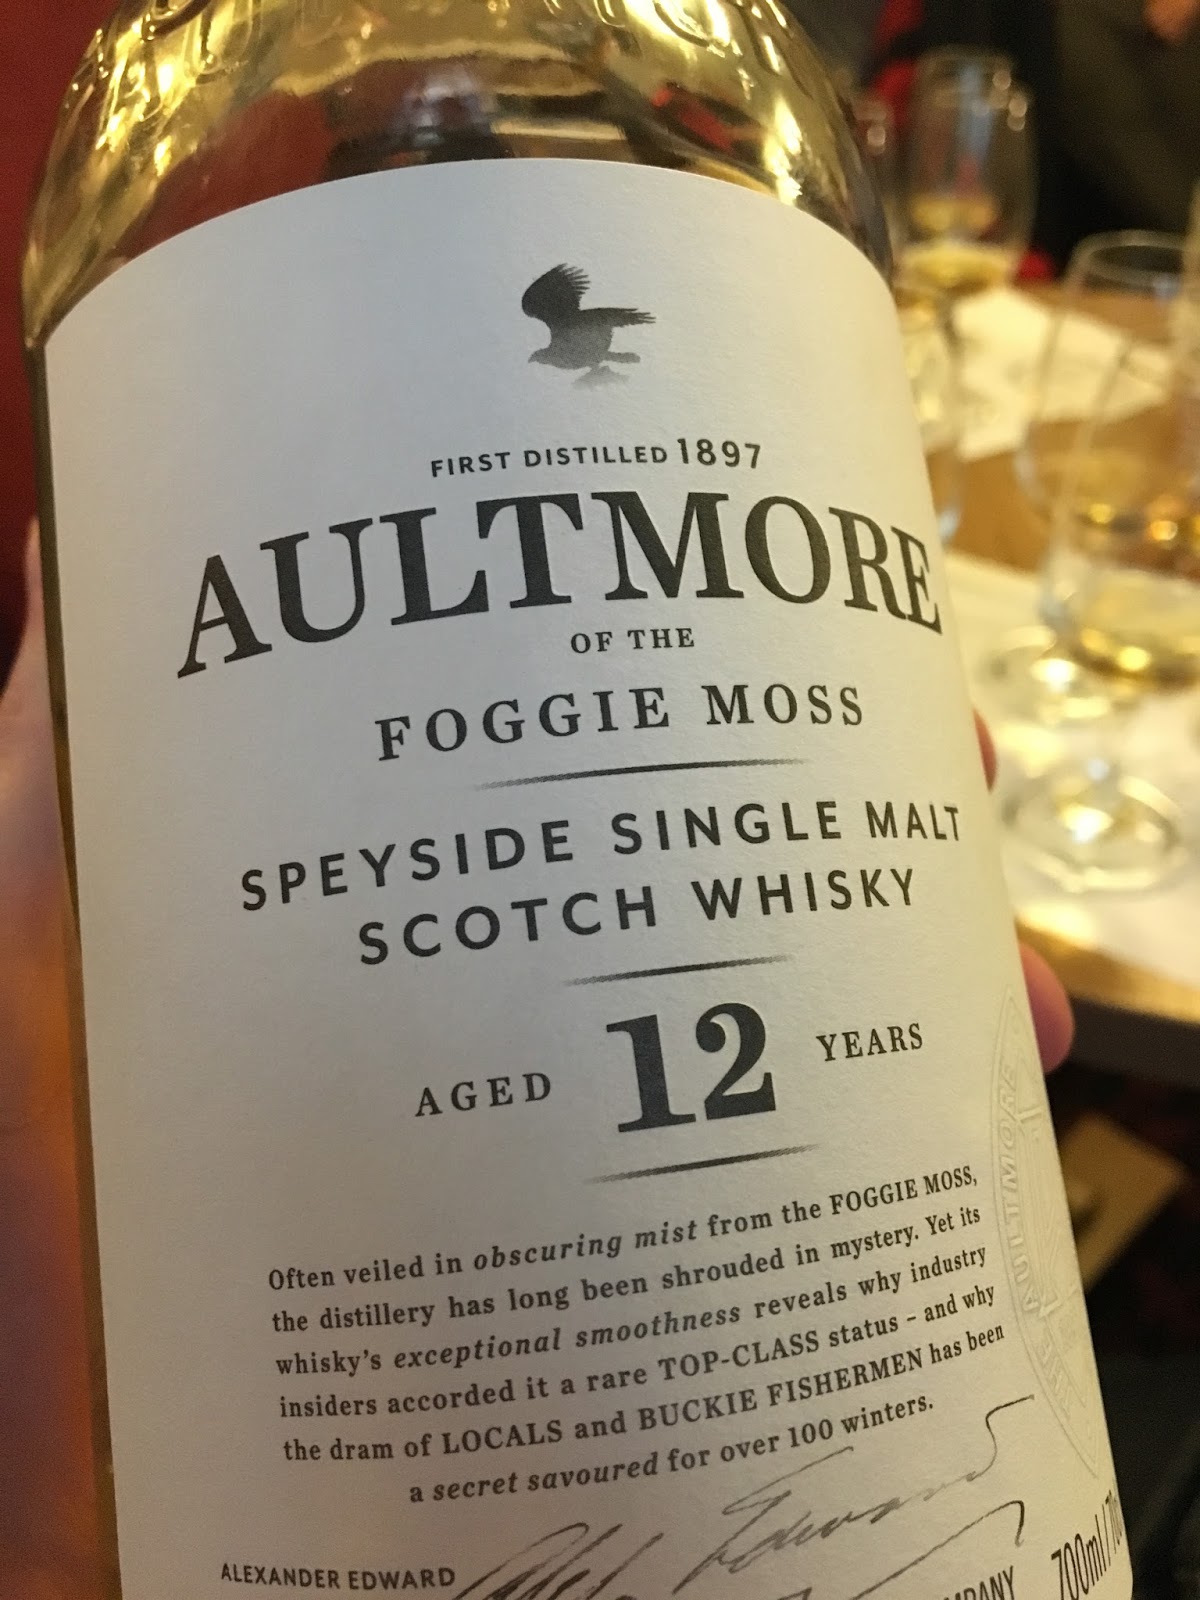 FIRST DISTILLED 1897
AULTMORE
OF THE
FOGGIE MOSS
SPEYSIDE SINGLE MALT
SCOTCH WHISKY
AGED 12 YEARS
Often veiled in obscuring mist from the FOGGIE MOSS,
the distillery has long been shrouded in mystery. Yet its
whisky's exceptional smoothness reveals why industry
insiders accorded it a rare TOP-CLASS status – and why
the dram of LOCALS and BUCKIE FISHERMEN has been
a secret savoured for over 100 winters.
ALEXANDER EDWARD
700ml
AULTMORE